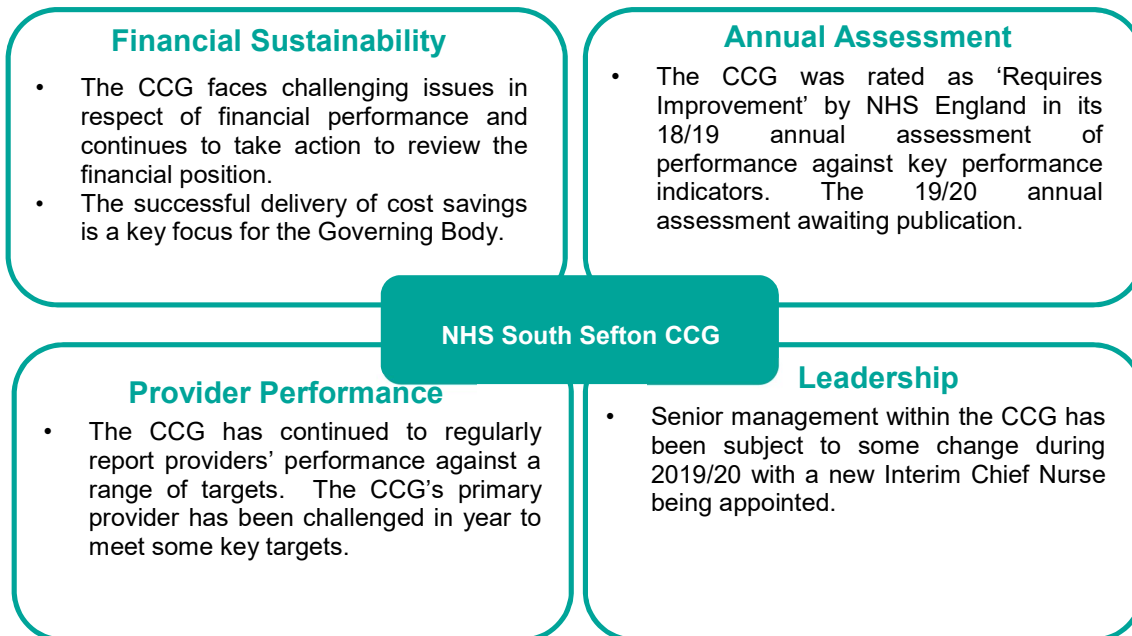 Financial Sustainability
• The CCG faces challenging issues in
respect of financial performance and
continues to take action to review the
financial position.
• The successful delivery of cost savings
is a key focus for the Governing Body.
Annual Assessment
• The CCG was rated as ‘Requires
Improvement’ by NHS England in its
18/19 annual assessment of
performance against key performance
indicators. The 19/20 annual
assessment awaiting publication.
NHS South Sefton CCG
Provider Performance
• The CCG has continued to regularly
report providers’ performance against a
range of targets. The CCG’s primary
provider has been challenged in year to
meet some key targets.
Leadership
• Senior management within the CCG has
been subject to some change during
2019/20 with a new Interim Chief Nurse
being appointed.